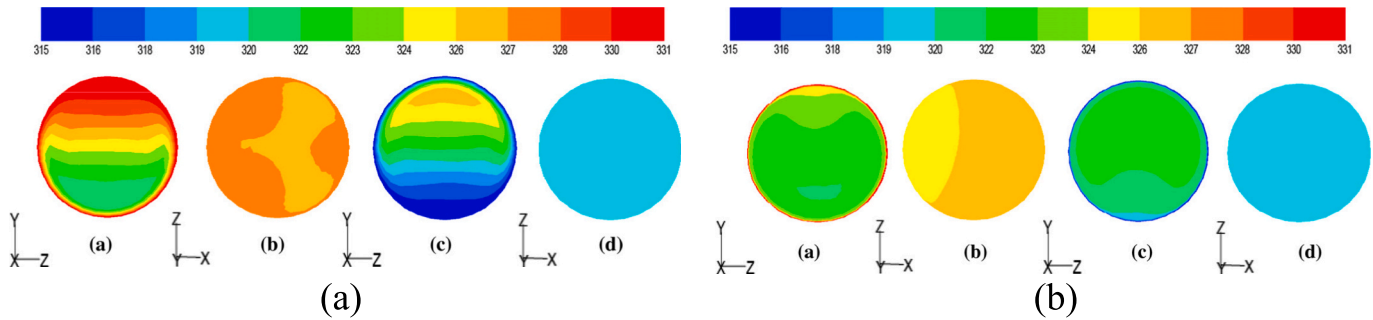 315 316 318 319 320 322 323 324 326 327 328 330 331
Y Z Y Z
X Z Y X X Z Y X
(a) (b) (c) (d)
(a)
315 316 318 319 320 322 323 324 326 327 328 330 331
Y Z Y Z
X Z Y X X Z Y X
(a) (b) (c) (d)
(b)